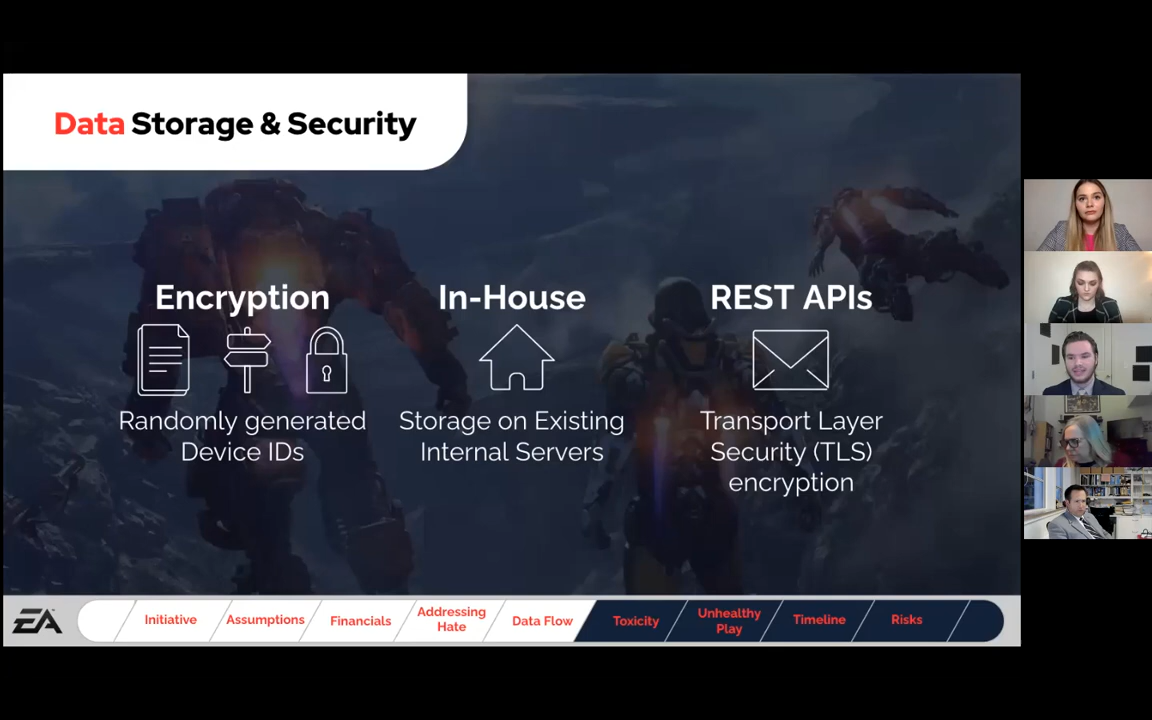 Data Storage & Security
Encryption
Randomly generated
Device IDs
In-House
Storage on Existing
Internal Servers
REST APIs
Transport Layer
Security (TLS)
encryption
EA
Initiative
Assumptions
Financials
Addressing
Hate
Data Flow
Toxicity
Unhealthy
Play
Timeline
Risks